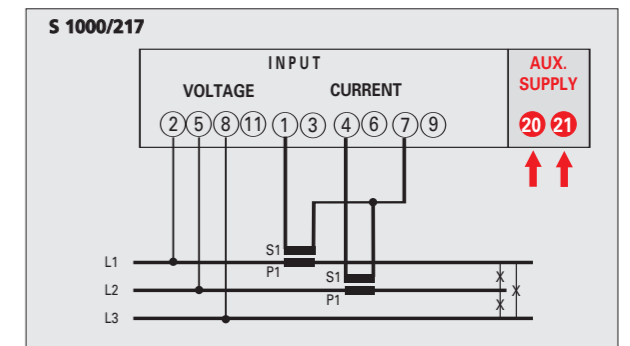 S 1000/217
INPUT
AUX.
SUPPLY
VOLTAGE CURRENT
2 5 8 11 1 3 4 6 7 9
20 21
S1
L1
P1
S1
L2
P1
L3